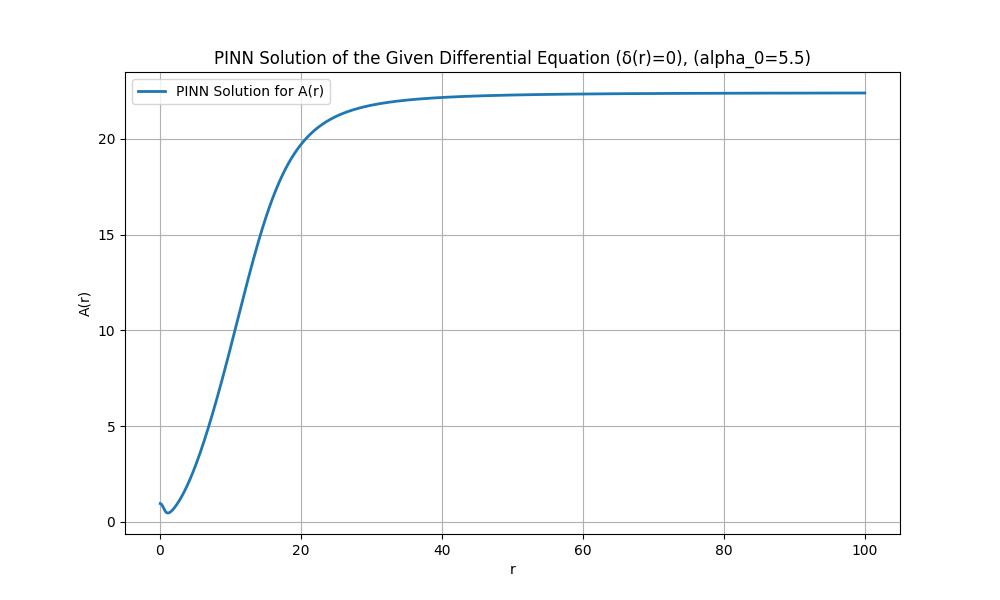 PINN Solution of the Given Differential Equation (δ(r)=0), (alpha_0=5.5)
PINN Solution for A(r)
A(r)
20
15
10
5
0
0 20 40 60 80 100
r